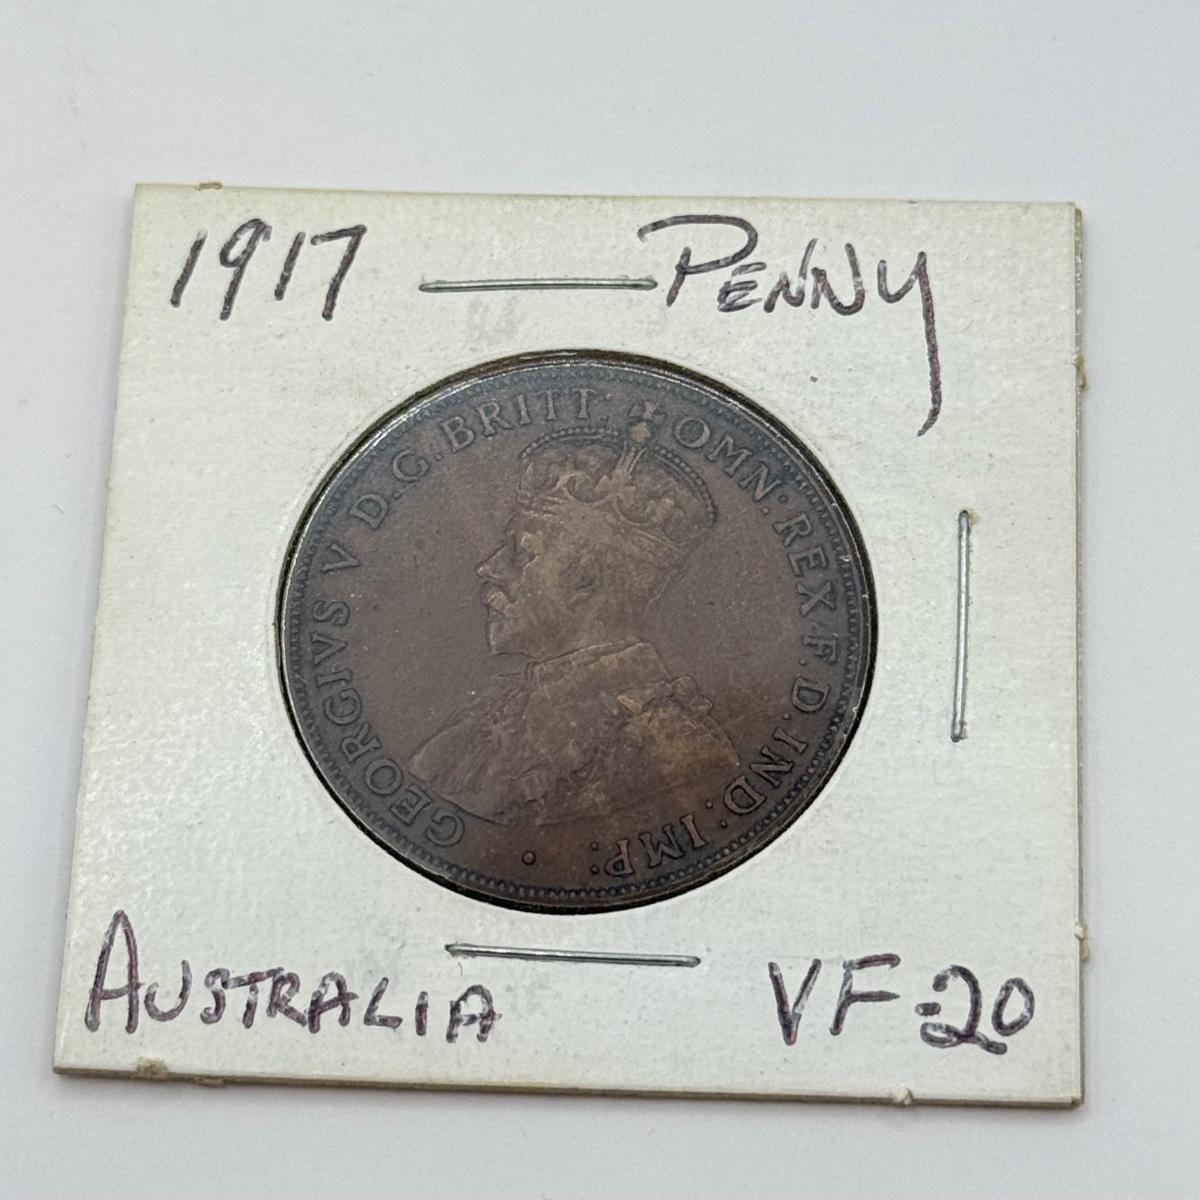 1917 PENNY
GEORGIVS V D.G.BRITT: OMN·REX·F.D.IND:IMP:
AUSTRALIA VF-20